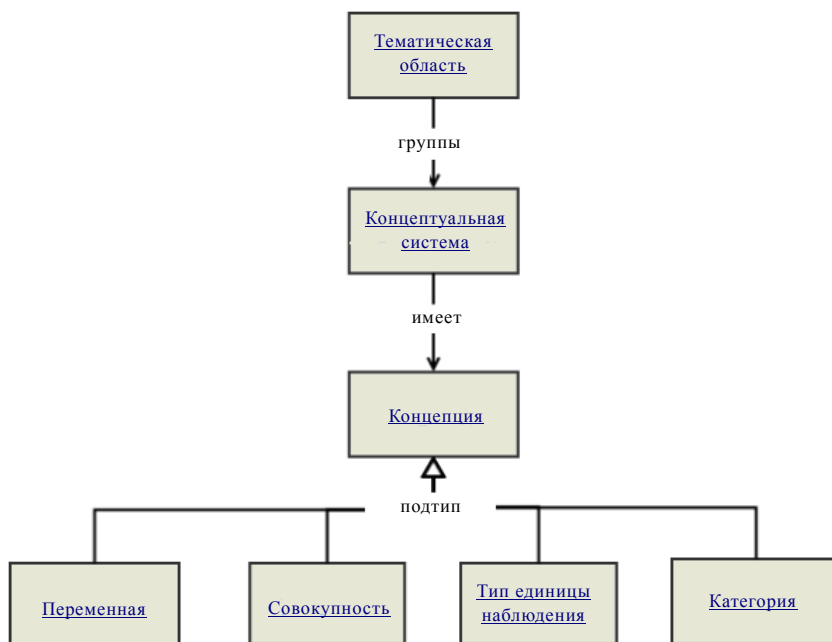 Тематическая
область
группы
Концептуальная
система
имеет
Концепция
подтип
Переменная
Совокупность
Тип единицы
наблюдения
Категория